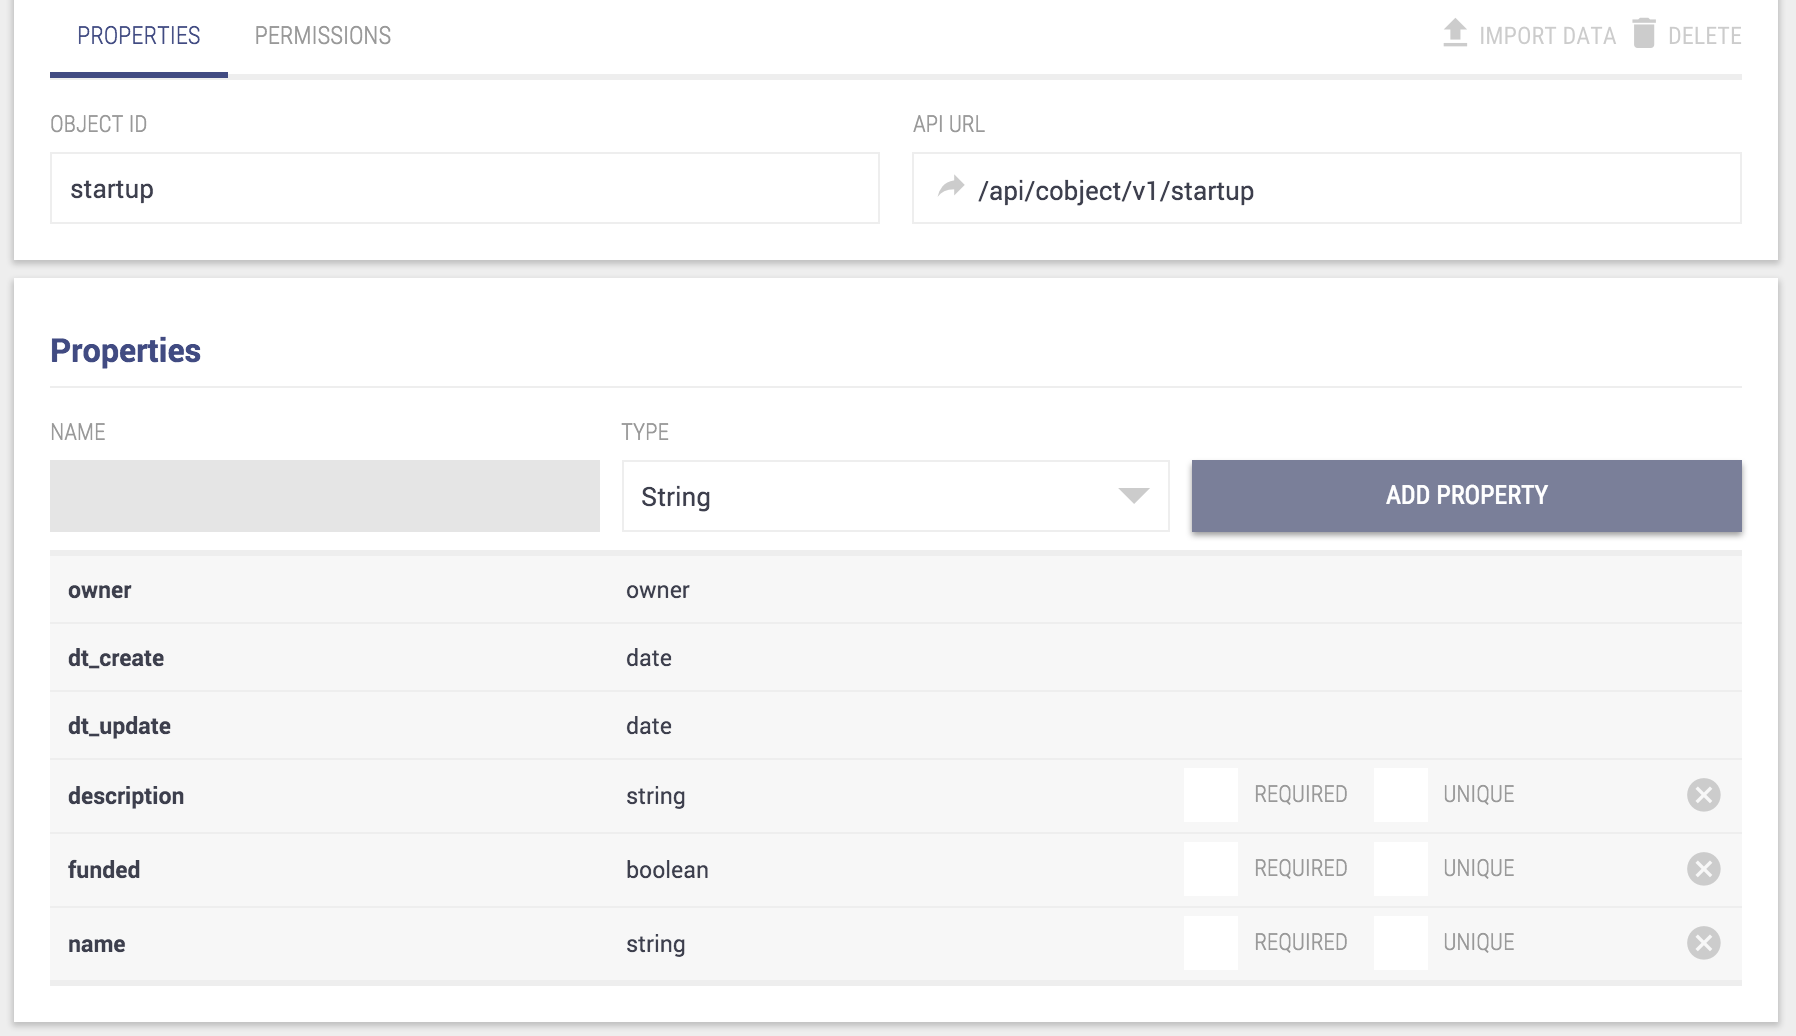 PROPERTIES PERMISSIONS IMPORT DATA DELETE
OBJECT ID API URL
startup /api/cobject/v1/startup
Properties
NAME TYPE
String ADD PROPERTY
owner owner
dt_create date
dt_update date
description string REQUIRED UNIQUE
funded boolean REQUIRED UNIQUE
name string REQUIRED UNIQUE